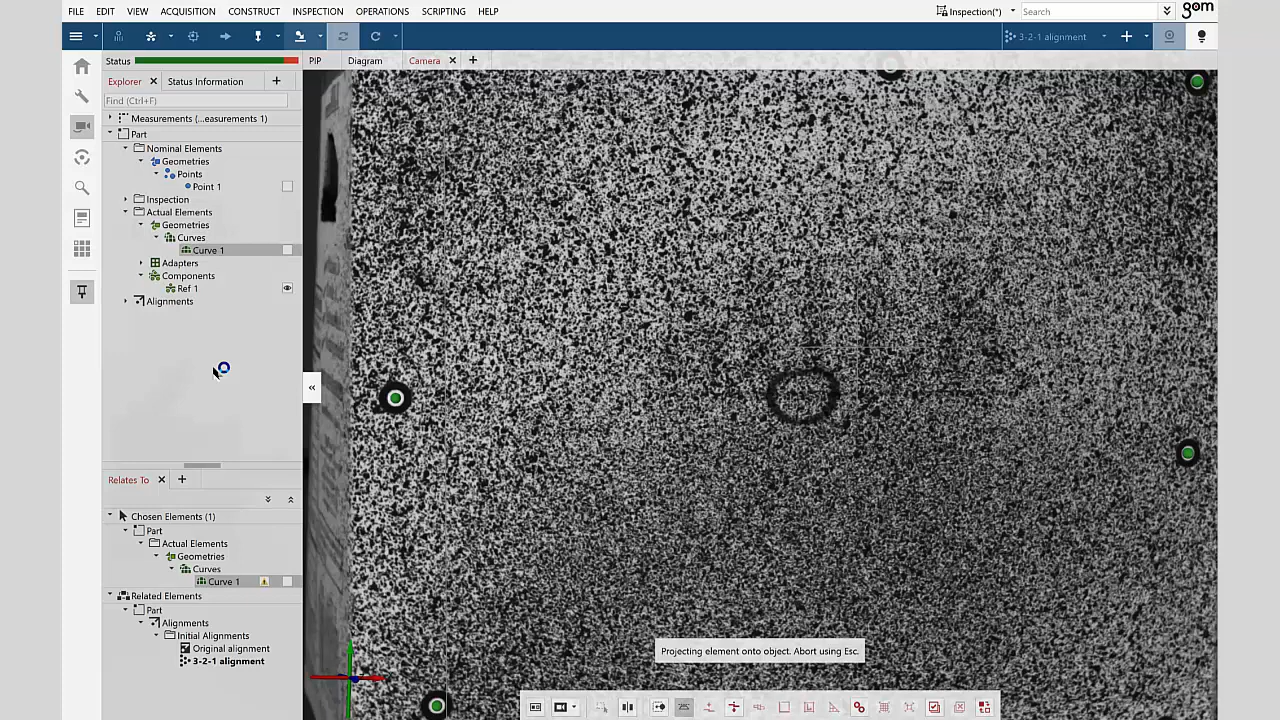 FILE EDIT VIEW ACQUISITION CONSTRUCT INSPECTION OPERATIONS SCRIPTING HELP
Inspection(*)
Search
gom
3-2-1 alignment
Status
PIP
Diagram
Camera
Explorer
Status Information
Find (Ctrl+F)
Measurements (...easurements 1)
Part
Nominal Elements
Geometries
Points
Point 1
Inspection
Actual Elements
Geometries
Curves
Curve 1
Adapters
Components
Ref 1
Alignments
Relates To
Chosen Elements (1)
Part
Actual Elements
Geometries
Curves
Curve 1
Related Elements
Part
Alignments
Initial Alignments
Original alignment
3-2-1 alignment
Projecting element onto object. Abort using Esc.